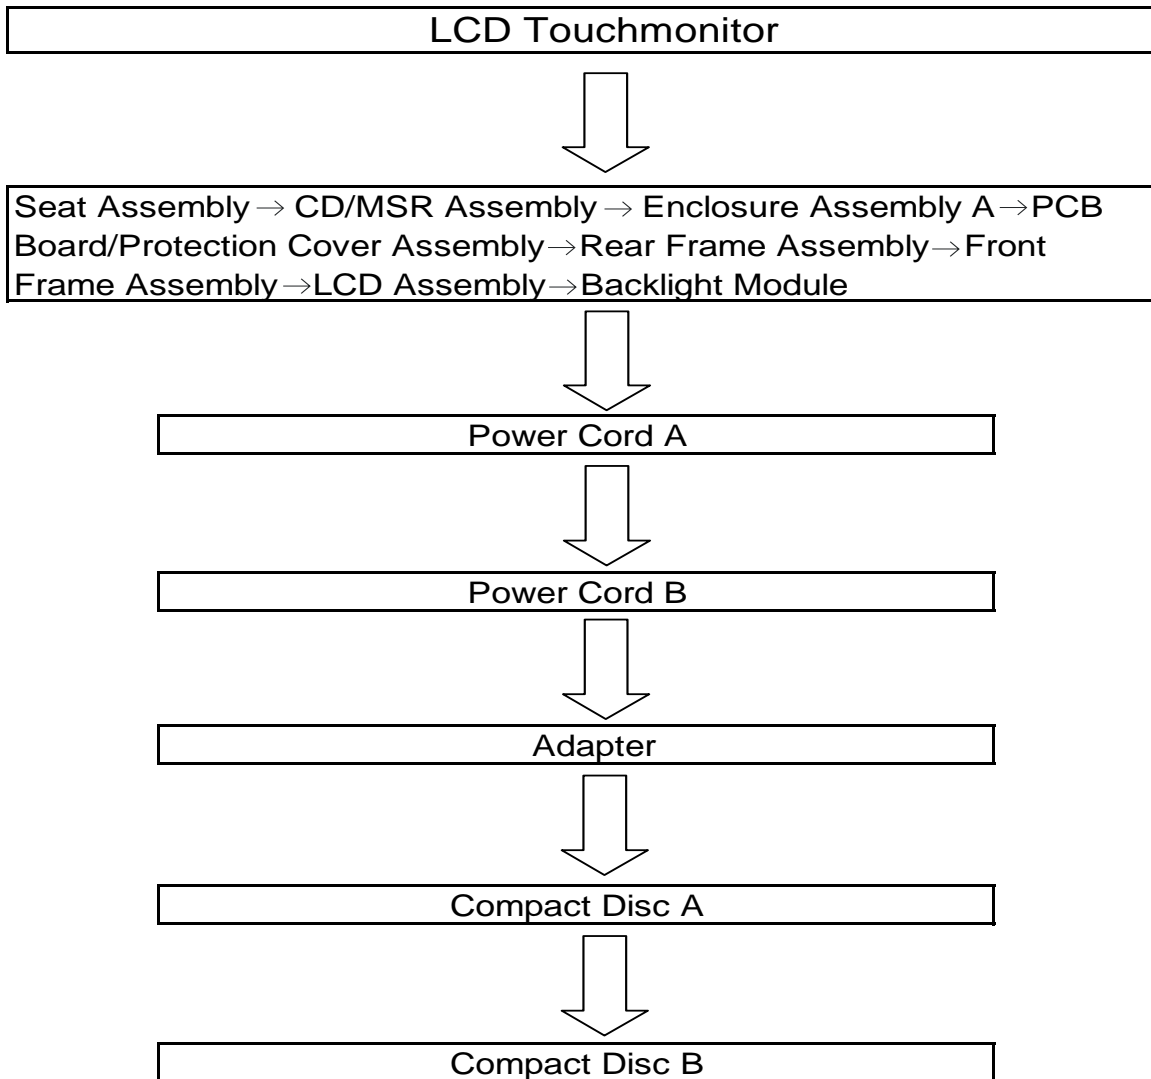 LCD Touchmonitor
Seat Assembly→ CD/MSR Assembly→ Enclosure Assembly A→PCB
Board/Protection Cover Assembly→Rear Frame Assembly→Front
Frame Assembly→LCD Assembly→Backlight Module
Power Cord A
Power Cord B
Adapter
Compact Disc A
Compact Disc B